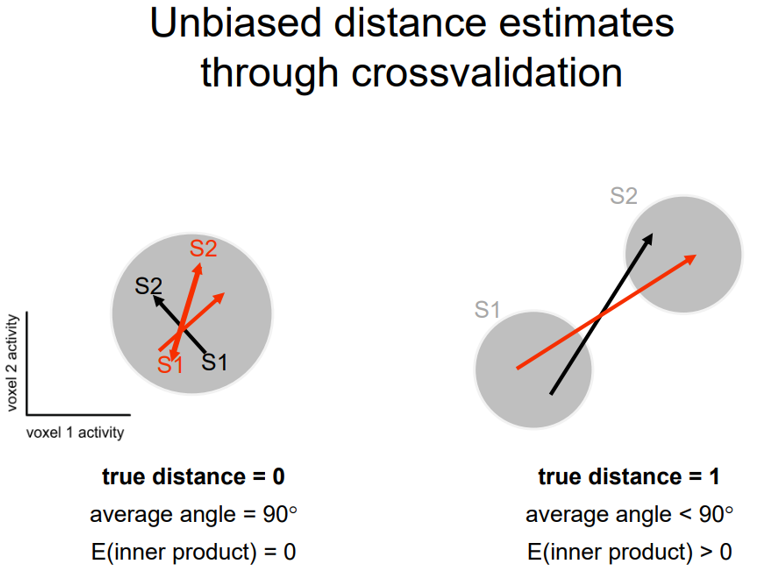 Unbiased distance estimates
through crossvalidation
S2
S2
S1
S1
voxel 2 activity
voxel 1 activity
S2
S1
true distance = 0
average angle = 90°
E(inner product) = 0
true distance = 1
average angle < 90°
E(inner product) > 0